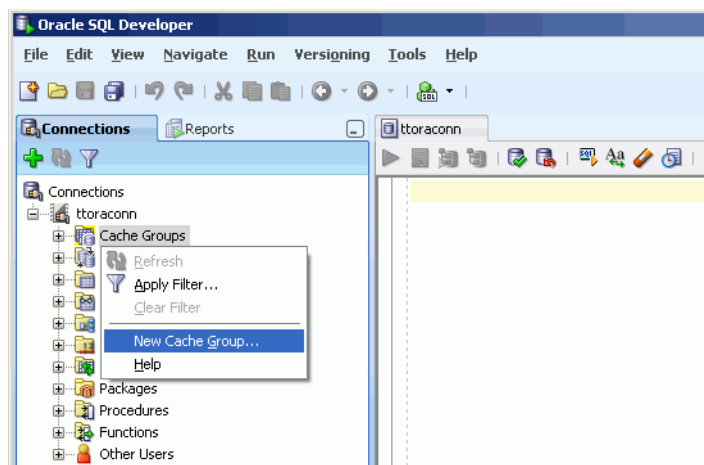 Oracle SQL Developer
File Edit View Navigate Run Versioning Tools Help
SQL
Connections Reports ttoraconn
Connections
ttoraconn
Cache Groups
Refresh
Apply Filter...
Clear Filter
New Cache Group...
Help
Packages
Procedures
Functions
Other Users